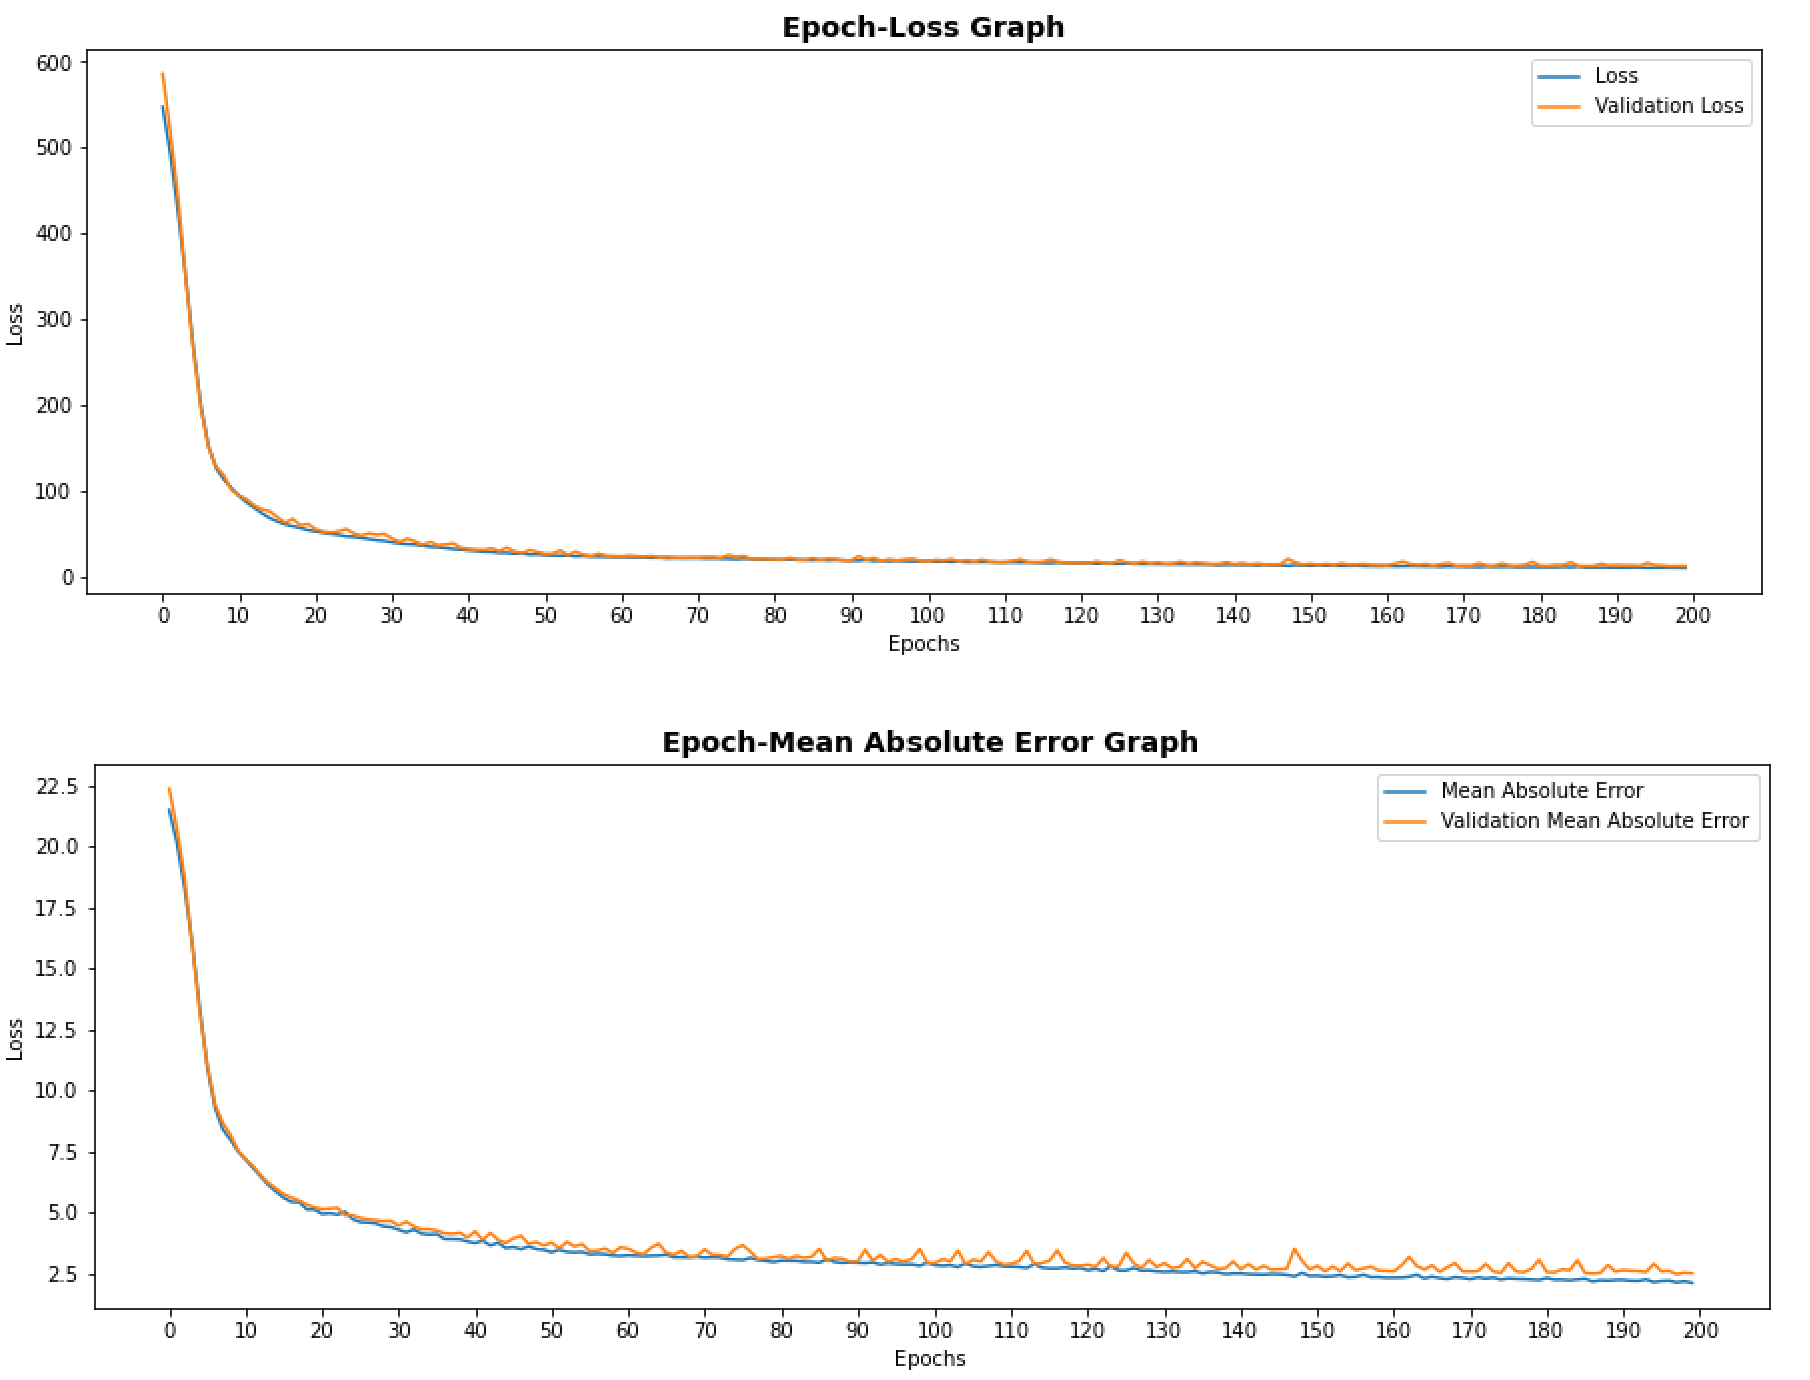 Epoch-Loss Graph
600
500
400
300
200
100
0
Loss
Loss
Validation Loss
0 10 20 30 40 50 60 70 80 90 100 110 120 130 140 150 160 170 180 190 200
Epochs
Epoch-Mean Absolute Error Graph
22.5
20.0
17.5
15.0
12.5
10.0
7.5
5.0
2.5
Loss
Mean Absolute Error
Validation Mean Absolute Error
0 10 20 30 40 50 60 70 80 90 100 110 120 130 140 150 160 170 180 190 200
Epochs